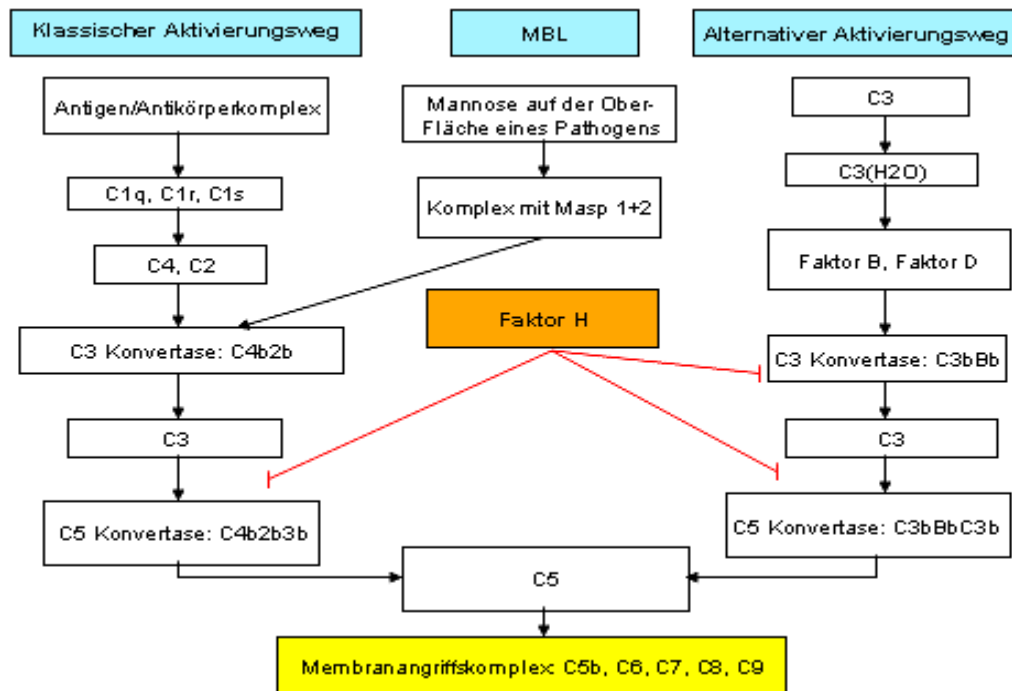 Klassischer Aktivierungsweg
MBL
Alternativer Aktivierungsweg
Antigen/Antikörperkomplex
Mannose auf der Ober-
Fläche eines Pathogens
C3
C1q, C1r, C1s
Komplex mit Masp 1+2
C3(H2O)
C4, C2
Faktor B, Faktor D
Faktor H
C3 Konvertase: C4b2b
C3 Konvertase: C3bBb
C3
C3
C5 Konvertase: C4b2b3b
C5 Konvertase: C3bBbC3b
C5
Membranangriffskomplex: C5b, C6, C7, C8, C9